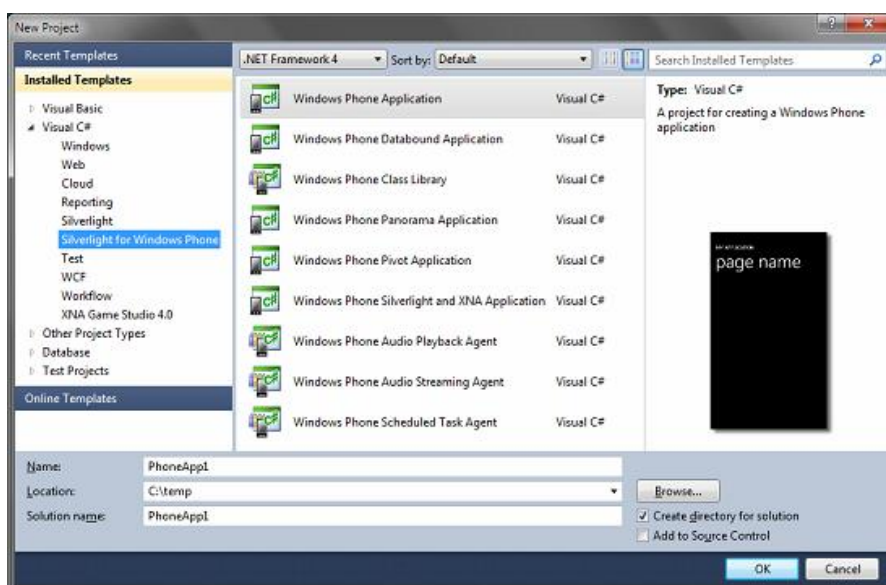 New Project
Recent Templates
.NET Framework 4
Sort by: Default
Search Installed Templates
Installed Templates
Visual Basic
Visual C#
Windows
Web
Cloud
Reporting
Silverlight
Silverlight for Windows Phone
Test
WCF
Workflow
XNA Game Studio 4.0
Other Project Types
Database
Test Projects
Online Templates
Windows Phone Application Visual C#
Windows Phone Databound Application Visual C#
Windows Phone Class Library Visual C#
Windows Phone Panorama Application Visual C#
Windows Phone Pivot Application Visual C#
Windows Phone Silverlight and XNA Application Visual C#
Windows Phone Audio Playback Agent Visual C#
Windows Phone Audio Streaming Agent Visual C#
Windows Phone Scheduled Task Agent Visual C#
Type: Visual C#
A project for creating a Windows Phone
application
page name
Name: PhoneApp1
Location: C:\temp
Browse...
Solution name: PhoneApp1
Create directory for solution
Add to Source Control
OK
Cancel